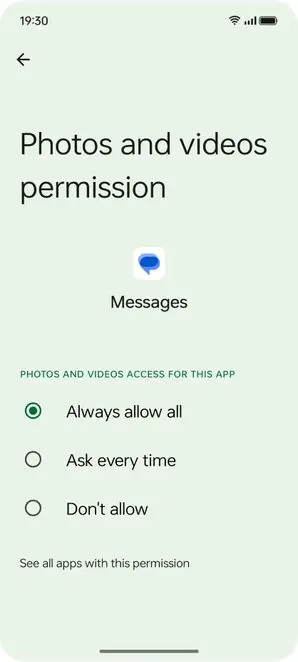 19:30
Photos and videos
permission
Messages
PHOTOS AND VIDEOS ACCESS FOR THIS APP
Always allow all
Ask every time
Don't allow
See all apps with this permission